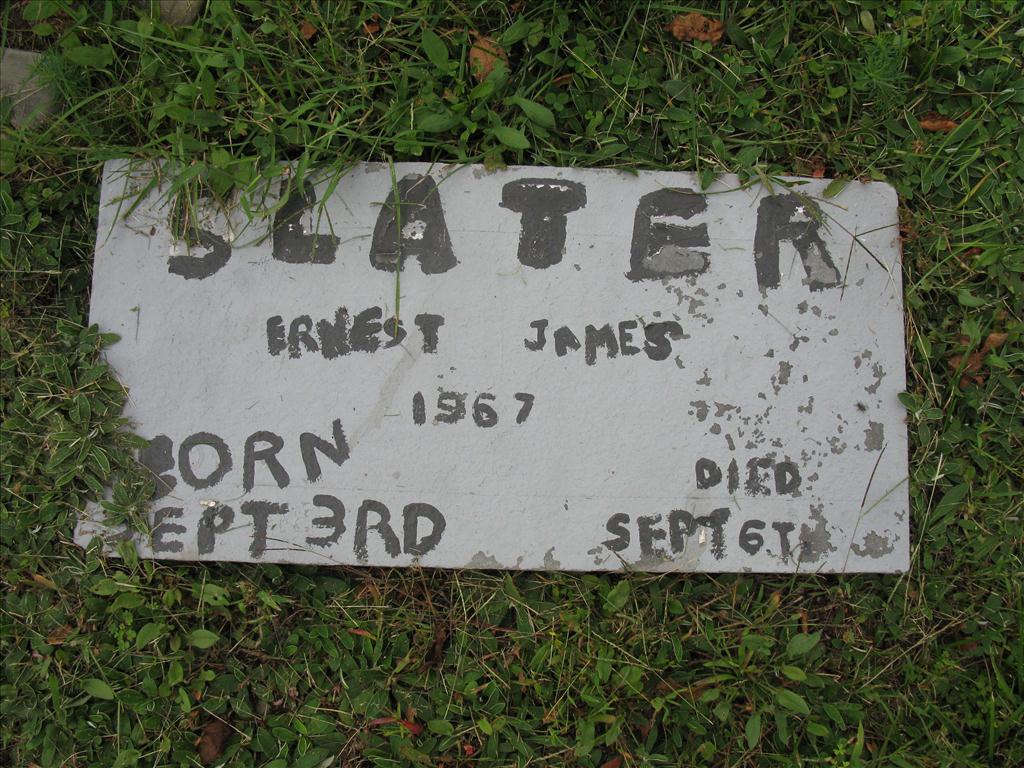 SLATER
ERNEST JAMES
1967
BORN DIED
SEPT 3RD SEPT 6TH